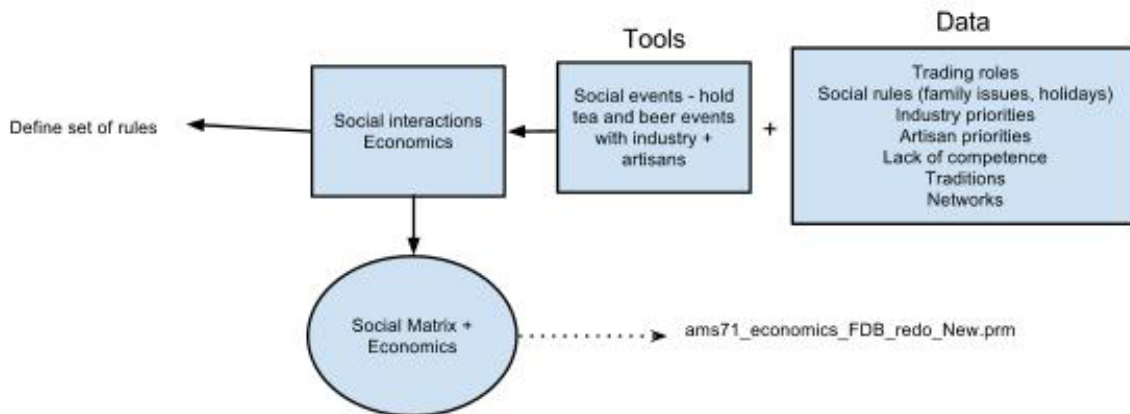 Data
Tools
Trading roles
Social rules (family issues, holidays)
Industry priorities
Artisan priorities
Lack of competence
Traditions
Networks
+
Social events - hold
tea and beer events
with industry +
artisans
Social interactions
Economics
Define set of rules
Social Matrix +
Economics
ams71_economics_FDB_redo_New.prm